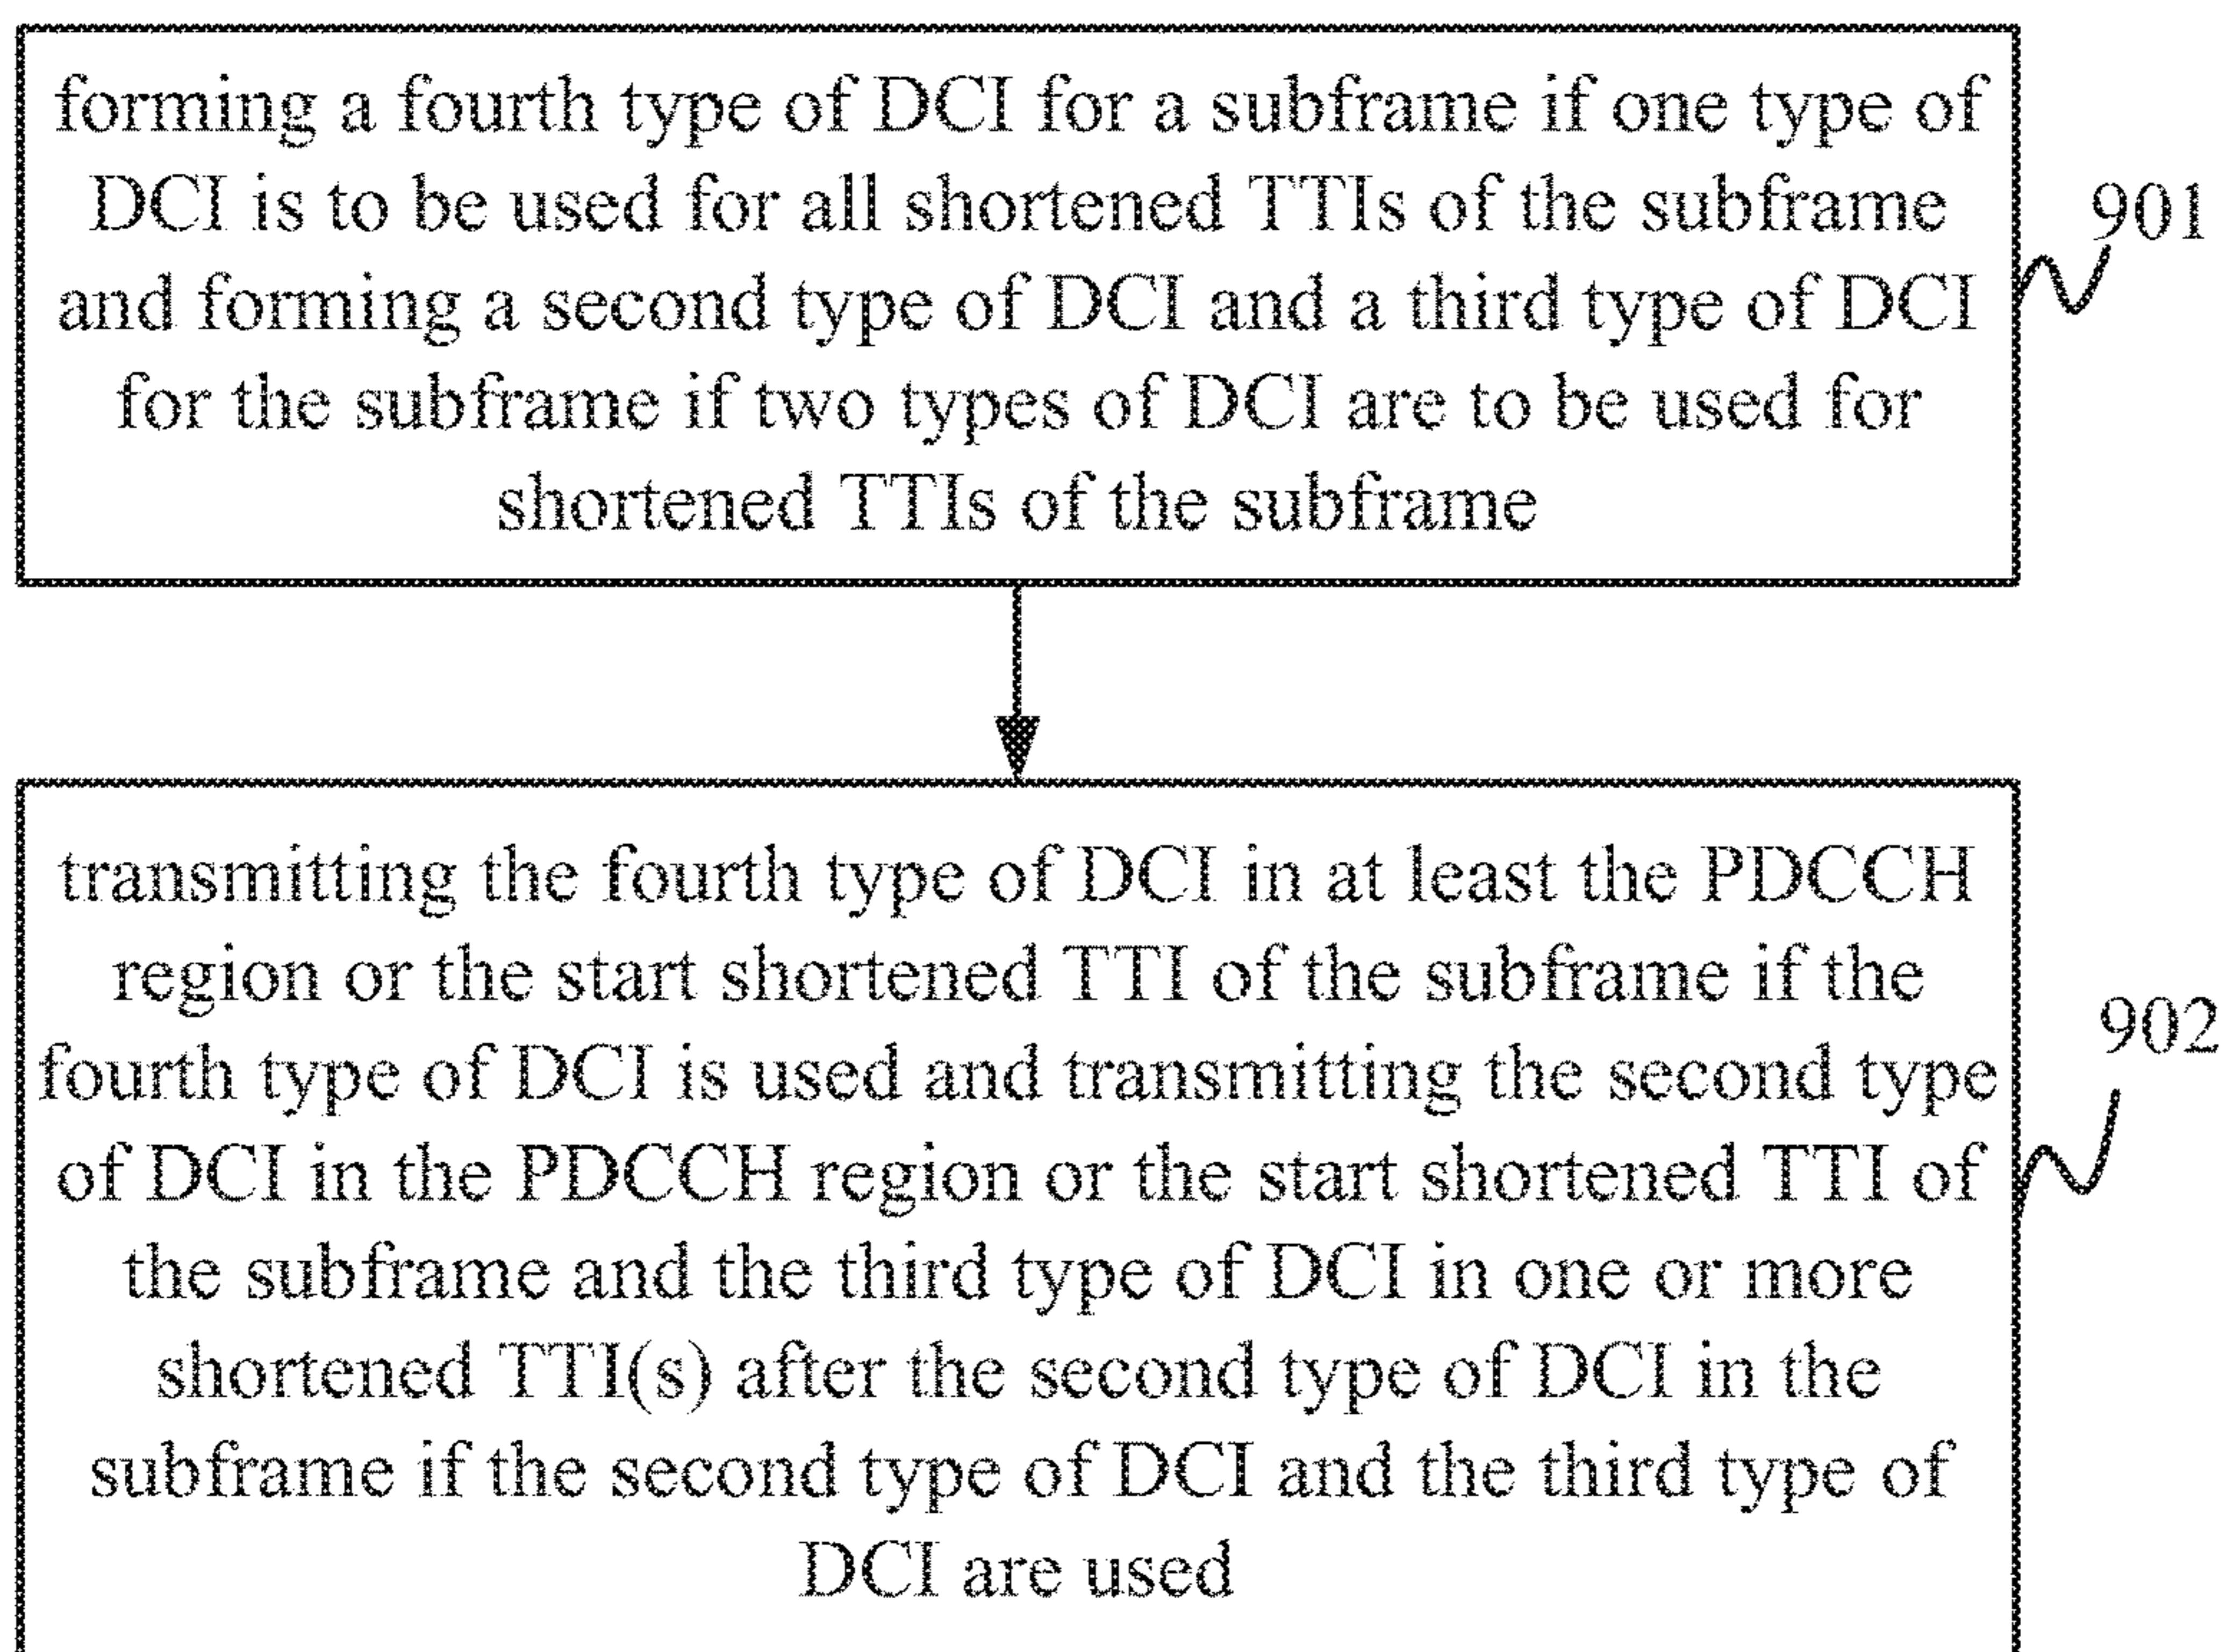 forming a fourth type of DCI for a subframe if one type of
DCI is to be used for all shortened TTIs of the subframe
and forming a second type of DCI and a third type of DCI
for the subframe if two types of DCI are to be used for
shortened TTIs of the subframe
901
transmitting the fourth type of DCI in at least the PDCCH
region or the start shortened TTI of the subframe if the
fourth type of DCI is used and transmitting the second type
of DCI in the PDCCH region or the start shortened TTI of
the subframe and the third type of DCI in one or more
shortened TTI(s) after the second type of DCI in the
subframe if the second type of DCI and the third type of
DCI are used
902